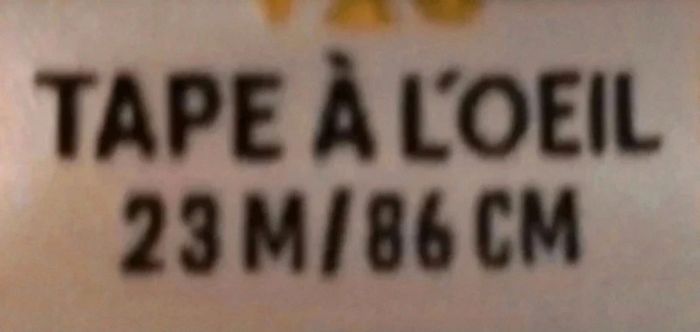 TAPE À L'OEIL
23 M/86 CM